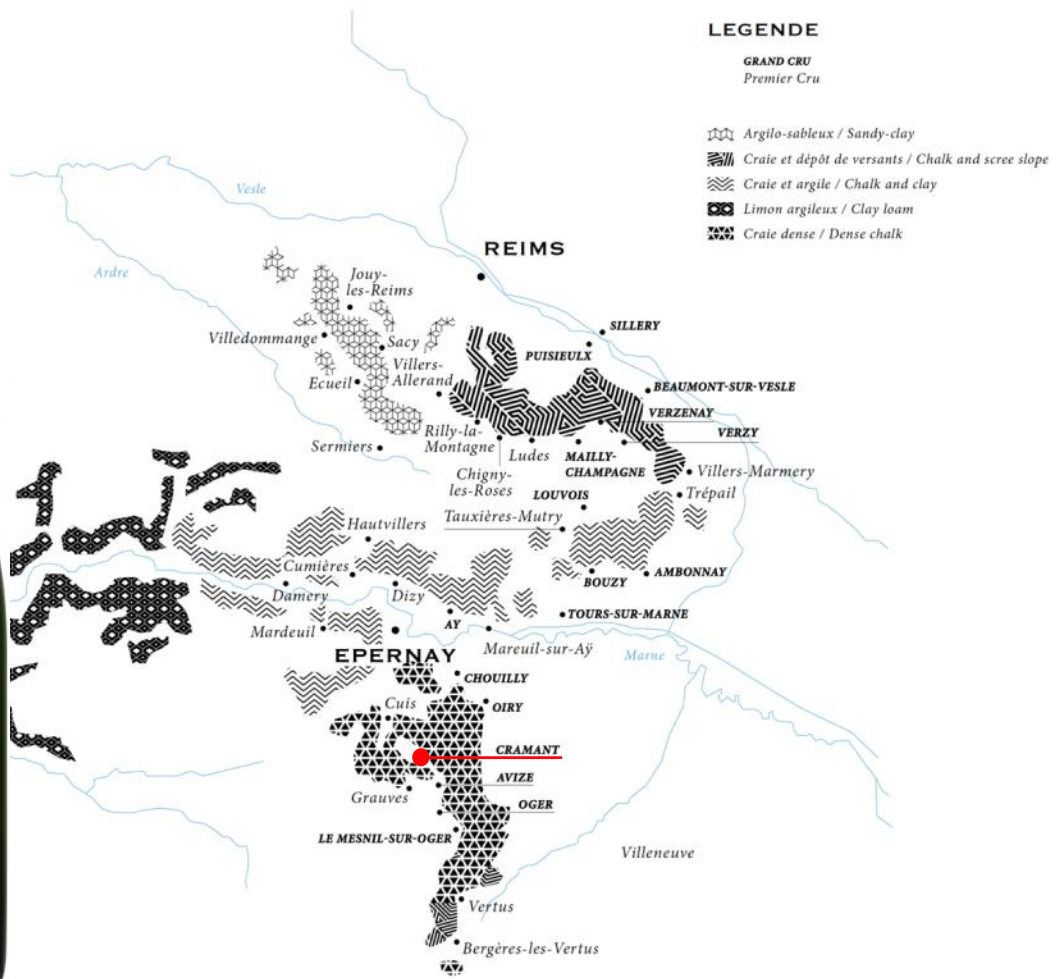 LEGENDE
GRAND CRU
Premier Cru
Argilo-sableux / Sandy-clay
Craie et dépôt de versants / Chalk and scree slope
Craie et argile / Chalk and clay
Limon argileux / Clay loam
Craie dense / Dense chalk
Vesle
Ardre
REIMS
Jouy-
les-Reims
SILLERY
Villedommange
Sacy
PUISIEULX
Villers-
Allerand
Ecueil
BEAUMONT-SUR-VESLE
VERZENAY
Rilly-la-
Montagne
VERZY
Sermiers
Ludes
MAILLY-
CHAMPAGNE
Chigny-
les-Roses
Villers-Marmery
LOUVOIS
Trépail
Tauxières-Mutry
Hautvillers
Cumières
BOUZY
AMBONNAY
Damery
Dizy
AY
TOURS-SUR-MARNE
Mardeuil
Mareuil-sur-Aÿ
EPERNAY
Marne
CHOUILLY
Cuis
OIRY
CRAMANT
AVIZE
Grauves
OGER
LE MESNIL-SUR-OGER
Villeneuve
Vertus
Bergères-les-Vertus